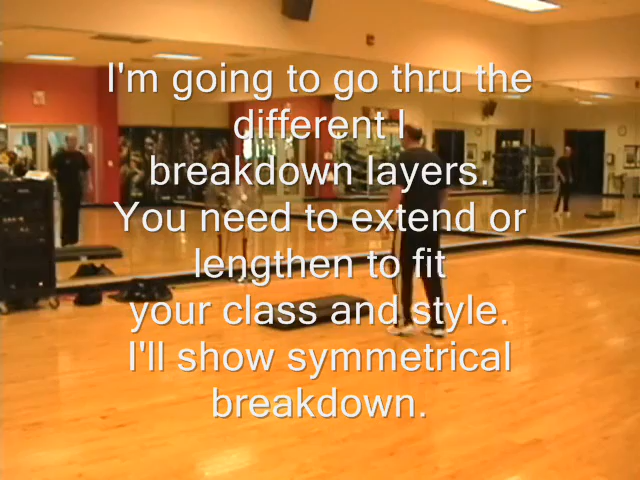 I'm going to go thru the
different l
breakdown layers.
You need to extend or
lengthen to fit
your class and style.
I'll show symmetrical
breakdown.